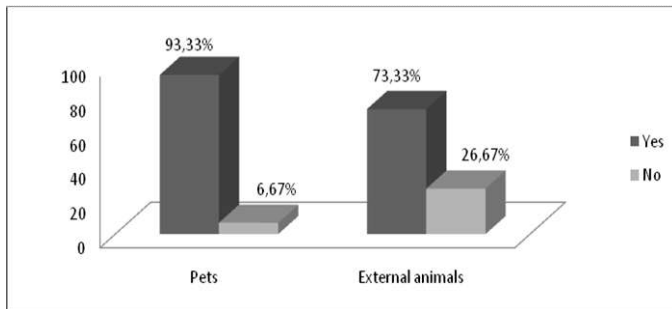 93,33%
73,33%
100
80
60
40
20
0
6,67%
26,67%
Yes
No
Pets
External animals